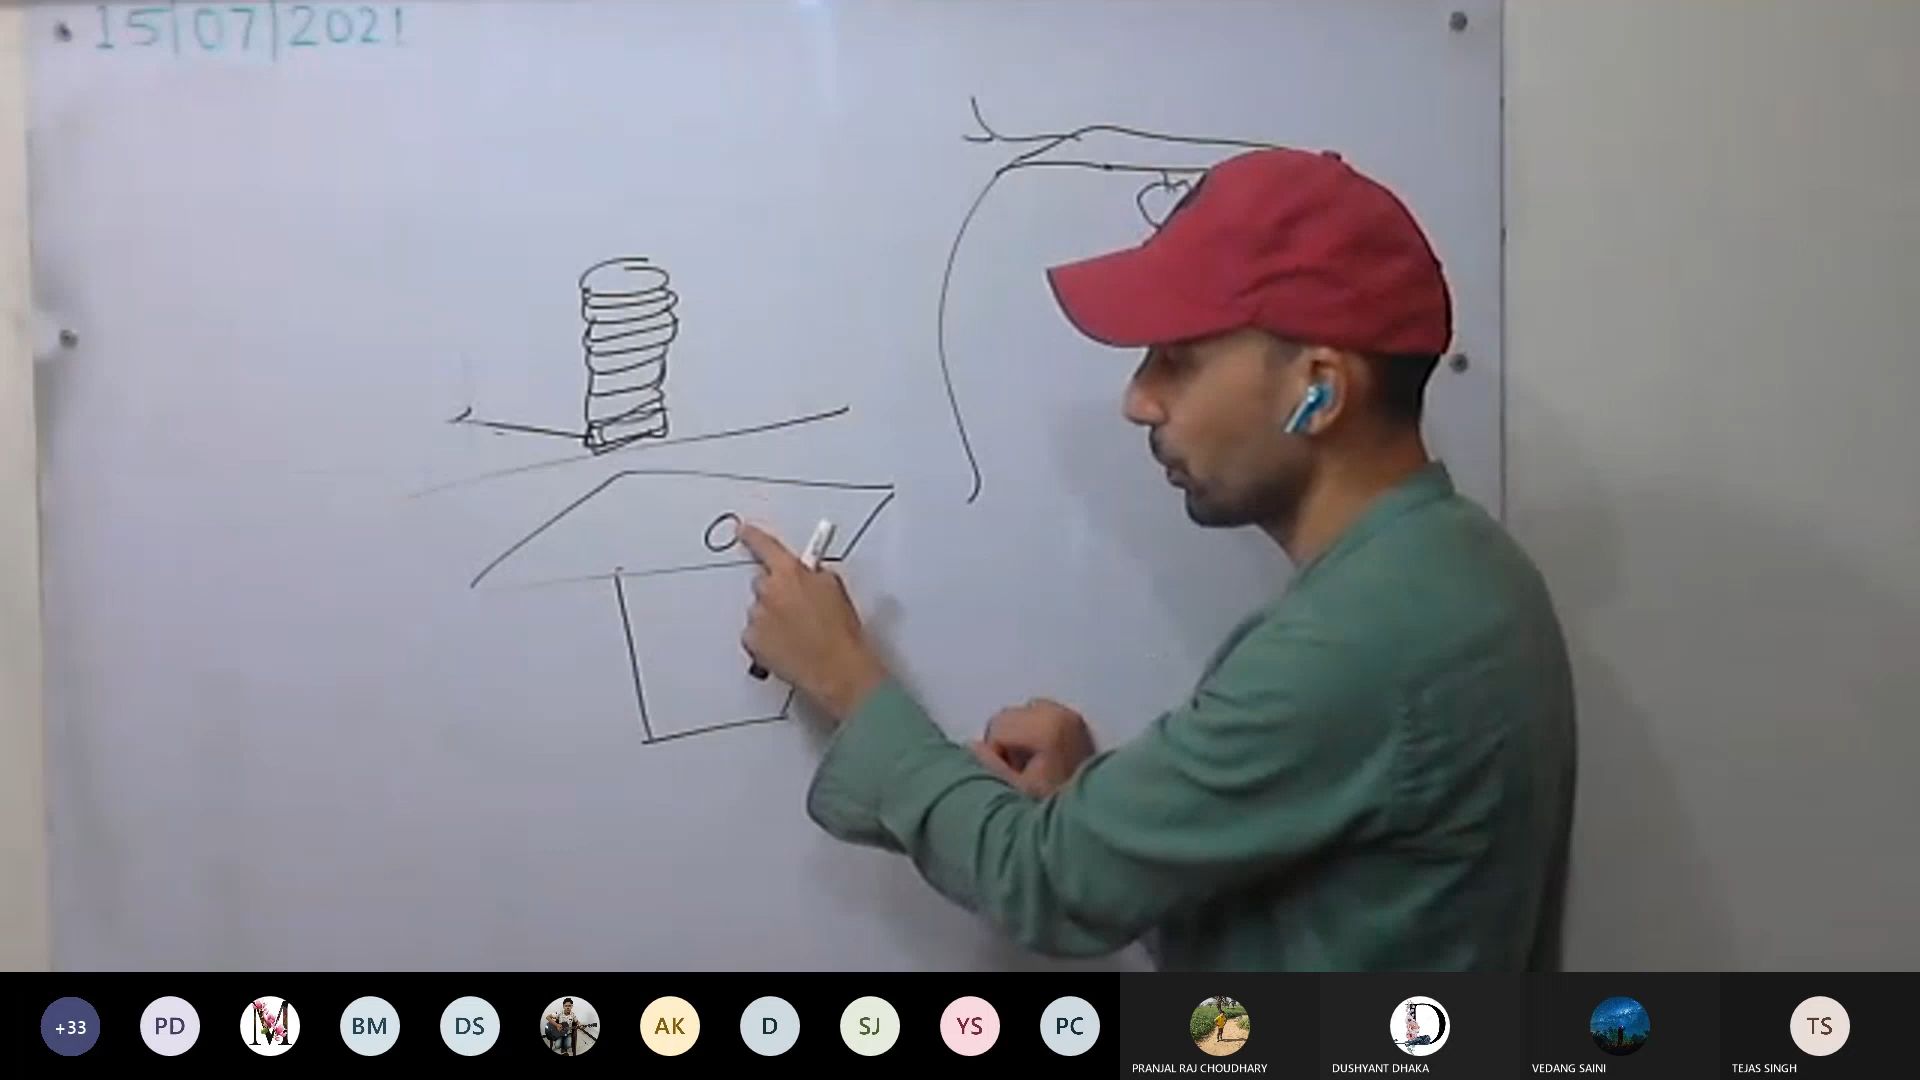 15/07/2021
+33
PD
M
BM
DS
AK
D
SJ
YS
PC
D
TS
PRANJAL RAJ CHOUDHARY
DUSHYANT DHAKA
VEDANG SAINI
TEJAS SINGH